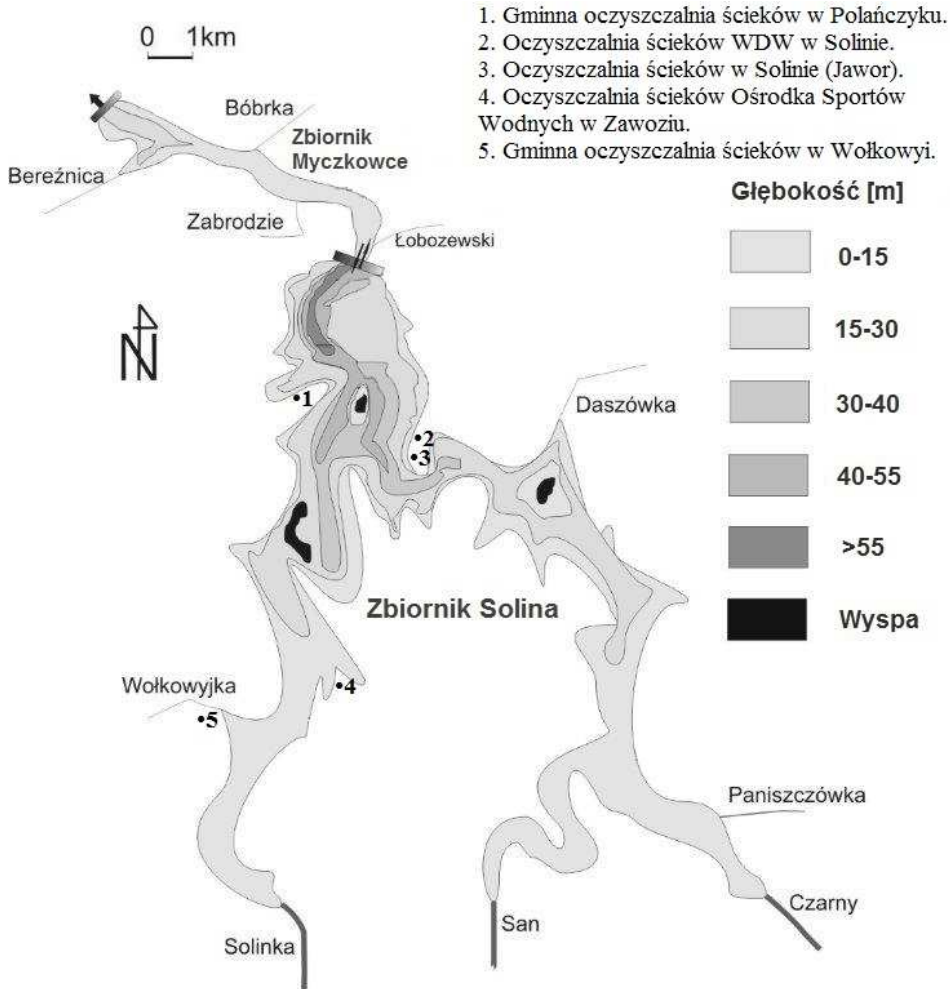 1. Gminna oczyszczalnia ścieków w Polańczyku.
2. Oczyszczalnia ścieków WDW w Solinie.
3. Oczyszczalnia ścieków w Solinie (Jawor).
4. Oczyszczalnia ścieków Ośrodka Sportów
Wodnych w Zawoziu.
5. Gminna oczyszczalnia ścieków w Wołkowyi.
0 1km
Bóbrka
Zbiornik
Myczkowce
Bereźnica
Zabrodzie
Łobozewski
Głębokość [m]
0-15
15-30
30-40
40-55
>55
Wyspa
N
•1
•2
•3
Daszówka
Zbiornik Solina
•4
Wołkowyjka
•5
Paniszczówka
Czarny
San
Solinka